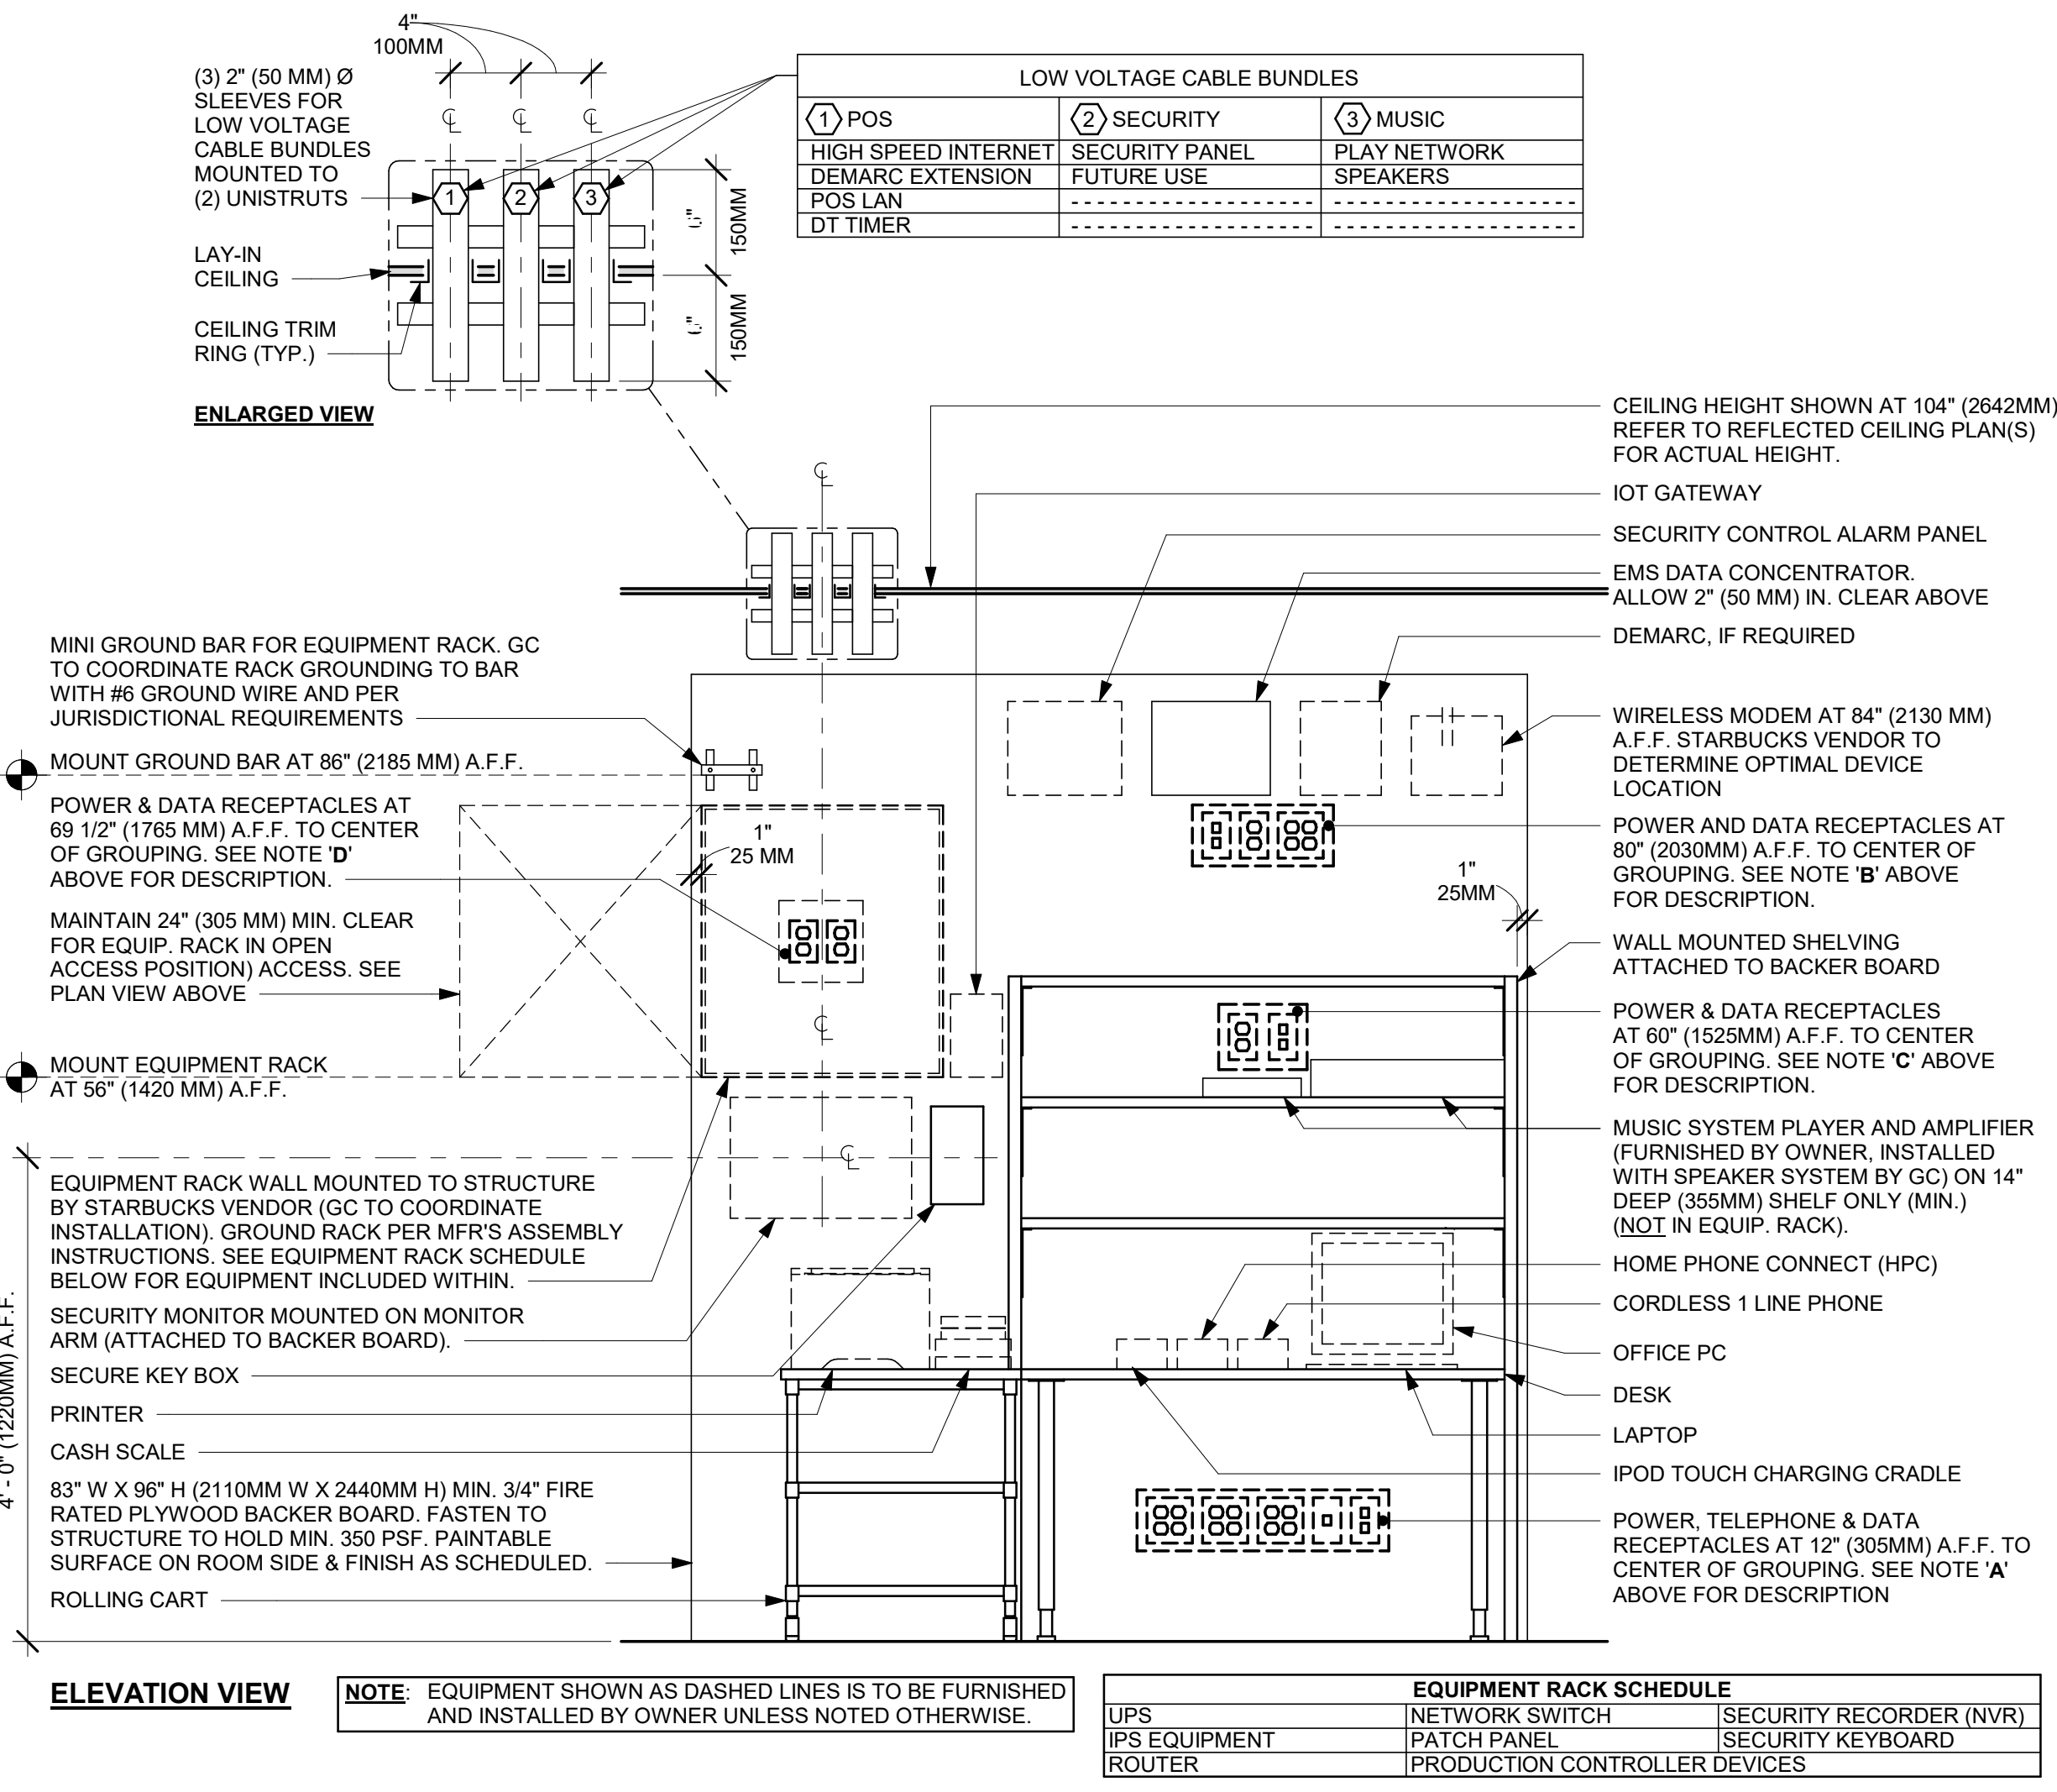 4"
100MM
(3) 2" (50 MM) Ø
SLEEVES FOR
LOW VOLTAGE
CABLE BUNDLES
MOUNTED TO
(2) UNISTRUTS
LAY-IN
CEILING
CEILING TRIM
RING (TYP.)
ENLARGED VIEW
1
2
3
6"
150MM
6"
150MM
LOW VOLTAGE CABLE BUNDLES
1 POS
2 SECURITY
3 MUSIC
HIGH SPEED INTERNET
SECURITY PANEL
PLAY NETWORK
DEMARC EXTENSION
FUTURE USE
SPEAKERS
POS LAN
DT TIMER
CEILING HEIGHT SHOWN AT 104" (2642MM)
REFER TO REFLECTED CEILING PLAN(S)
FOR ACTUAL HEIGHT.
IOT GATEWAY
SECURITY CONTROL ALARM PANEL
EMS DATA CONCENTRATOR.
ALLOW 2" (50 MM) IN. CLEAR ABOVE
DEMARC, IF REQUIRED
WIRELESS MODEM AT 84" (2130 MM)
A.F.F. STARBUCKS VENDOR TO
DETERMINE OPTIMAL DEVICE
LOCATION
POWER AND DATA RECEPTACLES AT
80" (2030MM) A.F.F. TO CENTER OF
GROUPING. SEE NOTE 'B' ABOVE
FOR DESCRIPTION.
WALL MOUNTED SHELVING
ATTACHED TO BACKER BOARD
POWER & DATA RECEPTACLES
AT 60" (1525MM) A.F.F. TO CENTER
OF GROUPING. SEE NOTE 'C' ABOVE
FOR DESCRIPTION.
MUSIC SYSTEM PLAYER AND AMPLIFIER
(FURNISHED BY OWNER, INSTALLED
WITH SPEAKER SYSTEM BY GC) ON 14"
DEEP (355MM) SHELF ONLY (MIN.)
(NOT IN EQUIP. RACK).
HOME PHONE CONNECT (HPC)
CORDLESS 1 LINE PHONE
OFFICE PC
DESK
LAPTOP
IPOD TOUCH CHARGING CRADLE
POWER, TELEPHONE & DATA
RECEPTACLES AT 12" (305MM) A.F.F. TO
CENTER OF GROUPING. SEE NOTE 'A'
ABOVE FOR DESCRIPTION
MINI GROUND BAR FOR EQUIPMENT RACK. GC
TO COORDINATE RACK GROUNDING TO BAR
WITH #6 GROUND WIRE AND PER
JURISDICTIONAL REQUIREMENTS
MOUNT GROUND BAR AT 86" (2185 MM) A.F.F.
POWER & DATA RECEPTACLES AT
69 1/2" (1765 MM) A.F.F. TO CENTER
OF GROUPING. SEE NOTE 'D'
ABOVE FOR DESCRIPTION.
MAINTAIN 24" (305 MM) MIN. CLEAR
FOR EQUIP. RACK IN OPEN
ACCESS POSITION) ACCESS. SEE
PLAN VIEW ABOVE
MOUNT EQUIPMENT RACK
AT 56" (1420 MM) A.F.F.
EQUIPMENT RACK WALL MOUNTED TO STRUCTURE
BY STARBUCKS VENDOR (GC TO COORDINATE
INSTALLATION). GROUND RACK PER MFR'S ASSEMBLY
INSTRUCTIONS. SEE EQUIPMENT RACK SCHEDULE
BELOW FOR EQUIPMENT INCLUDED WITHIN.
SECURITY MONITOR MOUNTED ON MONITOR
ARM (ATTACHED TO BACKER BOARD).
SECURE KEY BOX
PRINTER
CASH SCALE
83" W X 96" H (2110MM W X 2440MM H) MIN. 3/4" FIRE
RATED PLYWOOD BACKER BOARD. FASTEN TO
STRUCTURE TO HOLD MIN. 350 PSF. PAINTABLE
SURFACE ON ROOM SIDE & FINISH AS SCHEDULED.
ROLLING CART
4' - 0" (1220MM) A.F.F.
1"
25 MM
1"
25MM
ELEVATION VIEW
NOTE: EQUIPMENT SHOWN AS DASHED LINES IS TO BE FURNISHED
AND INSTALLED BY OWNER UNLESS NOTED OTHERWISE.
EQUIPMENT RACK SCHEDULE
UPS
NETWORK SWITCH
SECURITY RECORDER (NVR)
IPS EQUIPMENT
PATCH PANEL
SECURITY KEYBOARD
ROUTER
PRODUCTION CONTROLLER DEVICES